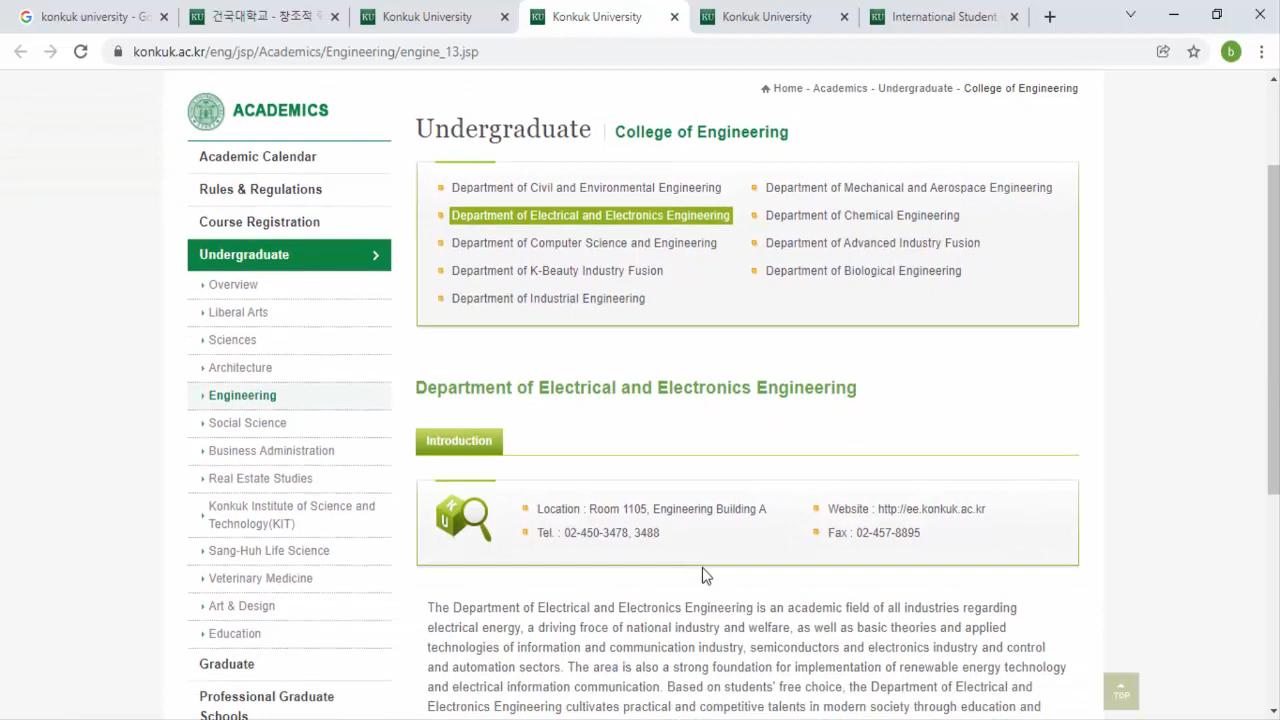 konkuk university - Go
건국대학교 - 창조적
Konkuk University
Konkuk University
Konkuk University
International Student
konkuk.ac.kr/eng/jsp/Academics/Engineering/engine_13.jsp
b
Home - Academics - Undergraduate - College of Engineering
ACADEMICS
Academic Calendar
Rules & Regulations
Course Registration
Undergraduate
Overview
Liberal Arts
Sciences
Architecture
Engineering
Social Science
Business Administration
Real Estate Studies
Konkuk Institute of Science and
Technology(KIT)
Sang-Huh Life Science
Veterinary Medicine
Art & Design
Education
Graduate
Professional Graduate
Schools
Undergraduate
College of Engineering
Department of Civil and Environmental Engineering
Department of Mechanical and Aerospace Engineering
Department of Electrical and Electronics Engineering
Department of Chemical Engineering
Department of Computer Science and Engineering
Department of Advanced Industry Fusion
Department of K-Beauty Industry Fusion
Department of Biological Engineering
Department of Industrial Engineering
Department of Electrical and Electronics Engineering
Introduction
Location : Room 1105, Engineering Building A
Website : http://ee.konkuk.ac.kr
Tel. : 02-450-3478, 3488
Fax : 02-457-8895
The Department of Electrical and Electronics Engineering is an academic field of all industries regarding
electrical energy, a driving froce of national industry and welfare, as well as basic theories and applied
technologies of information and communication industry, semiconductors and electronics industry and control
and automation sectors. The area is also a strong foundation for implementation of renewable energy technology
and electrical information communication. Based on students' free choice, the Department of Electrical and
Electronics Engineering cultivates practical and competitive talents in modern society through education and
TOP